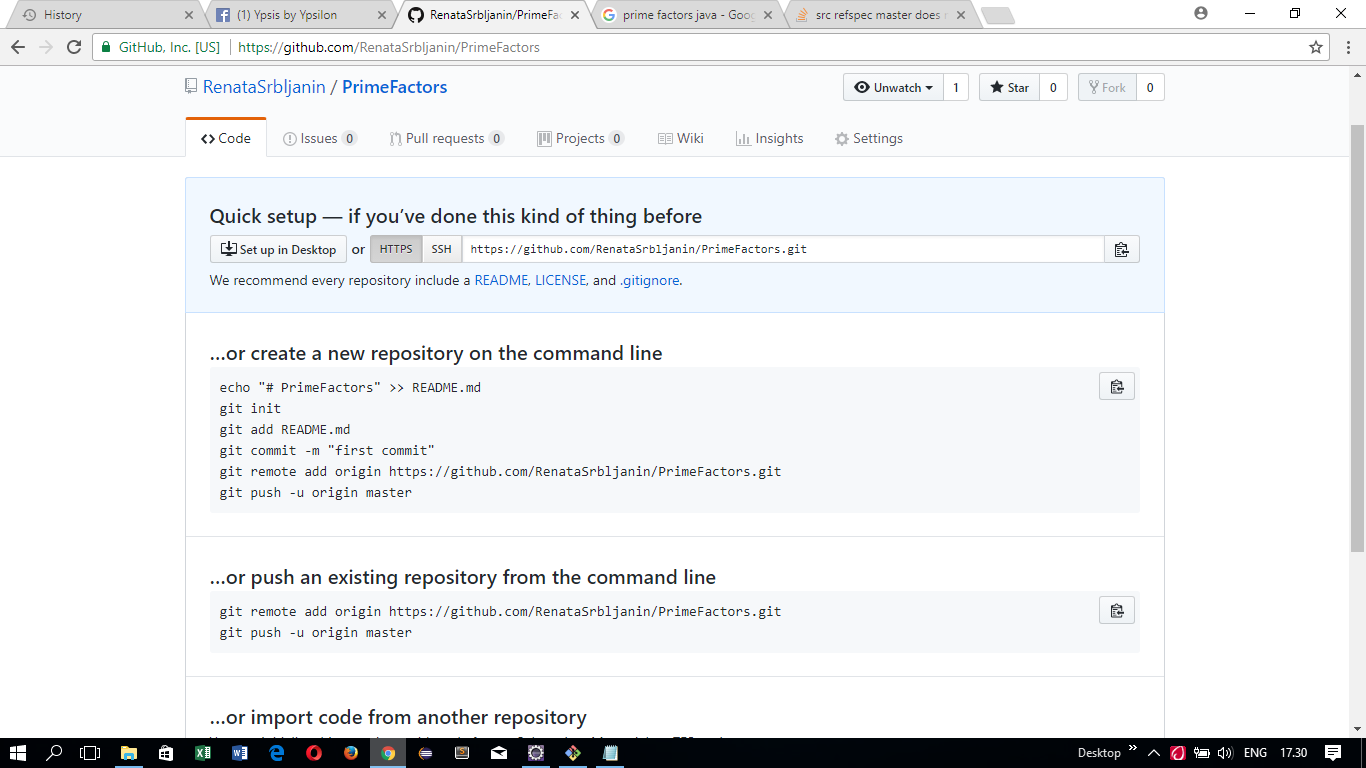 History
(1) Ypsis by Ypsilon
RenataSrbljanin/PrimeFa
prime factors java - Goo
src refspec master does
GitHub, Inc. [US] https://github.com/RenataSrbljanin/PrimeFactors
RenataSrbljanin / PrimeFactors
Unwatch 1
Star 0
Fork 0
Code
Issues 0
Pull requests 0
Projects 0
Wiki
Insights
Settings
Quick setup — if you’ve done this kind of thing before
Set up in Desktop or HTTPS SSH https://github.com/RenataSrbljanin/PrimeFactors.git
We recommend every repository include a README, LICENSE, and .gitignore.
…or create a new repository on the command line
echo "# PrimeFactors" >> README.md
git init
git add README.md
git commit -m "first commit"
git remote add origin https://github.com/RenataSrbljanin/PrimeFactors.git
git push -u origin master
…or push an existing repository from the command line
git remote add origin https://github.com/RenataSrbljanin/PrimeFactors.git
git push -u origin master
…or import code from another repository
Desktop » ENG 17.30